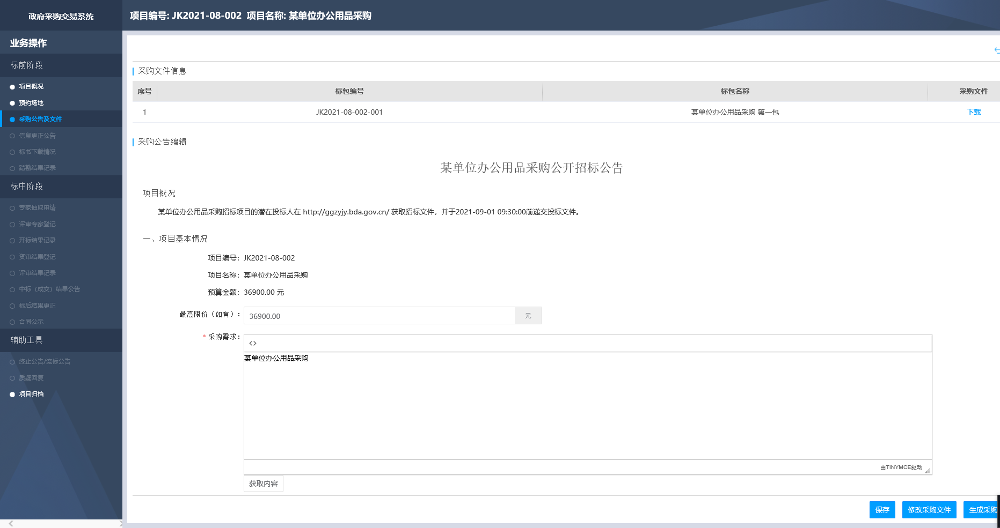 政府采购交易系统
项目编号: JK2021-08-002 项目名称: 某单位办公用品采购
业务操作
标前阶段
项目概况
预约场地
采购公告及文件
信息更正公告
标书下载情况
踏勘结果记录
标中阶段
专家抽取申请
评审专家登记
开标结果记录
资审结果登记
评审结果记录
中标（成交）结果公告
标后结果更正
合同公示
辅助工具
终止公告/流标公告
质疑回复
项目归档
采购文件信息
序号 标包编号 标包名称 采购文件
1 JK2021-08-002-001 某单位办公用品采购 第一包 下载
采购公告编辑
某单位办公用品采购公开招标公告
项目概况
某单位办公用品采购招标项目的潜在投标人在 http://ggzyjy.bda.gov.cn/ 获取招标文件，并于2021-09-01 09:30:00前递交投标文件。
一、项目基本情况
项目编号：JK2021-08-002
项目名称：某单位办公用品采购
预算金额：36900.00 元
最高限价（如有）：36900.00 元
* 采购需求：
某单位办公用品采购
由TINYMCE驱动
获取内容
保存 修改采购文件 生成采购